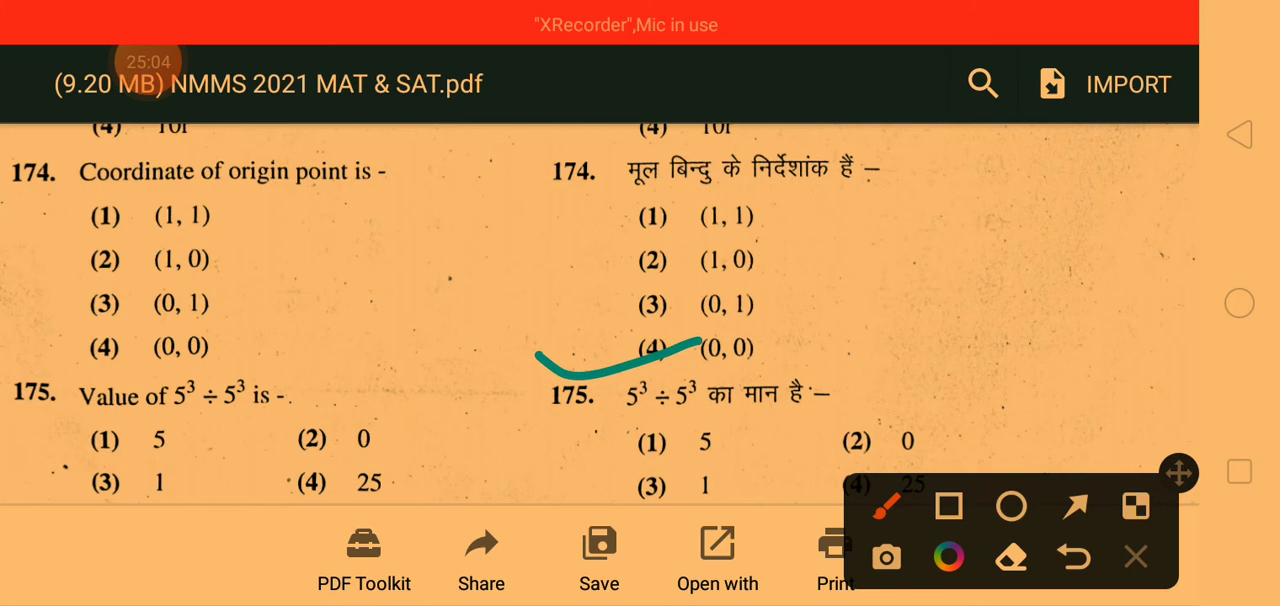 "XRecorder",Mic in use
25:04
(9.20 MB) NMMS 2021 MAT & SAT.pdf
IMPORT
(4) 101
174. Coordinate of origin point is -
(1) (1, 1)
(2) (1, 0)
(3) (0, 1)
(4) (0, 0)
175. Value of 5³ ÷ 5³ is -
(1) 5 (2) 0
(3) 1 (4) 25
(4) 101
174. मूल बिन्दु के निर्देशांक हैं –
(1) (1, 1)
(2) (1, 0)
(3) (0, 1)
(4) (0, 0)
175. 5³ ÷ 5³ का मान है –
(1) 5 (2) 0
(3) 1 (4) 25
PDF Toolkit
Share
Save
Open with
Print